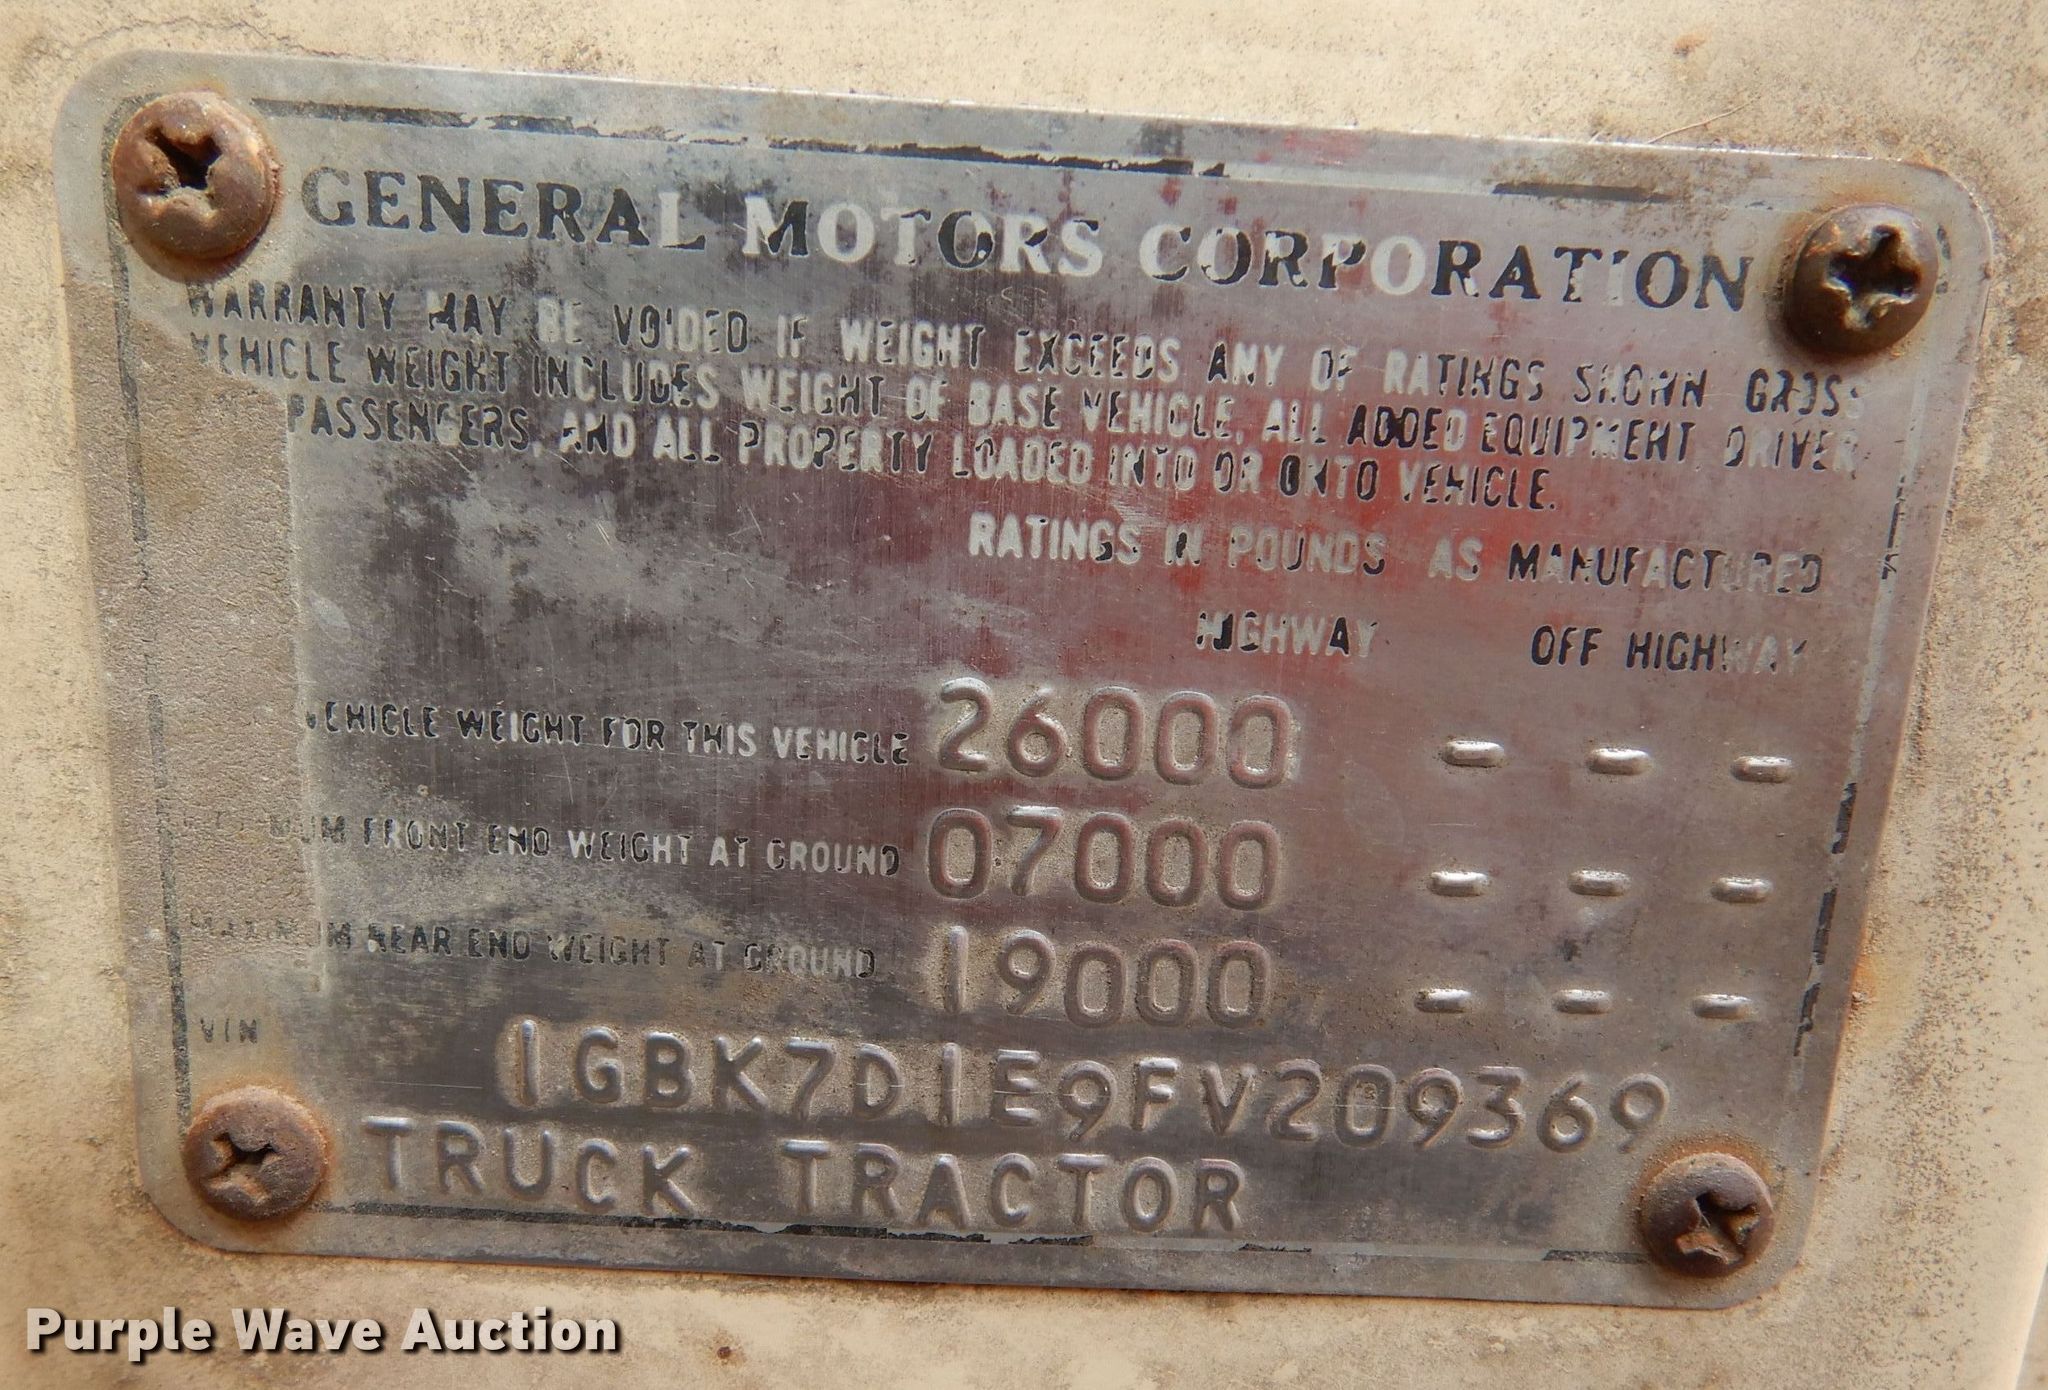 GENERAL MOTORS CORPORATION
WARRANTY MAY BE VOIDED IF WEIGHT EXCEEDS ANY OF RATINGS SHOWN. GROSS
VEHICLE WEIGHT INCLUDES WEIGHT OF BASE VEHICLE, ALL ADDED EQUIPMENT, DRIVER
PASSENGERS, AND ALL PROPERTY LOADED INTO OR ONTO VEHICLE.
RATINGS IN POUNDS AS MANUFACTURED
HIGHWAY OFF HIGHWAY
VEHICLE WEIGHT FOR THIS VEHICLE 26000 - - -
FRONT END WEIGHT AT GROUND 07000 - - -
MAXIMUM REAR END WEIGHT AT GROUND 19000 - - -
VIN 1GBK7D1E9FV209369
TRUCK TRACTOR
Purple Wave Auction